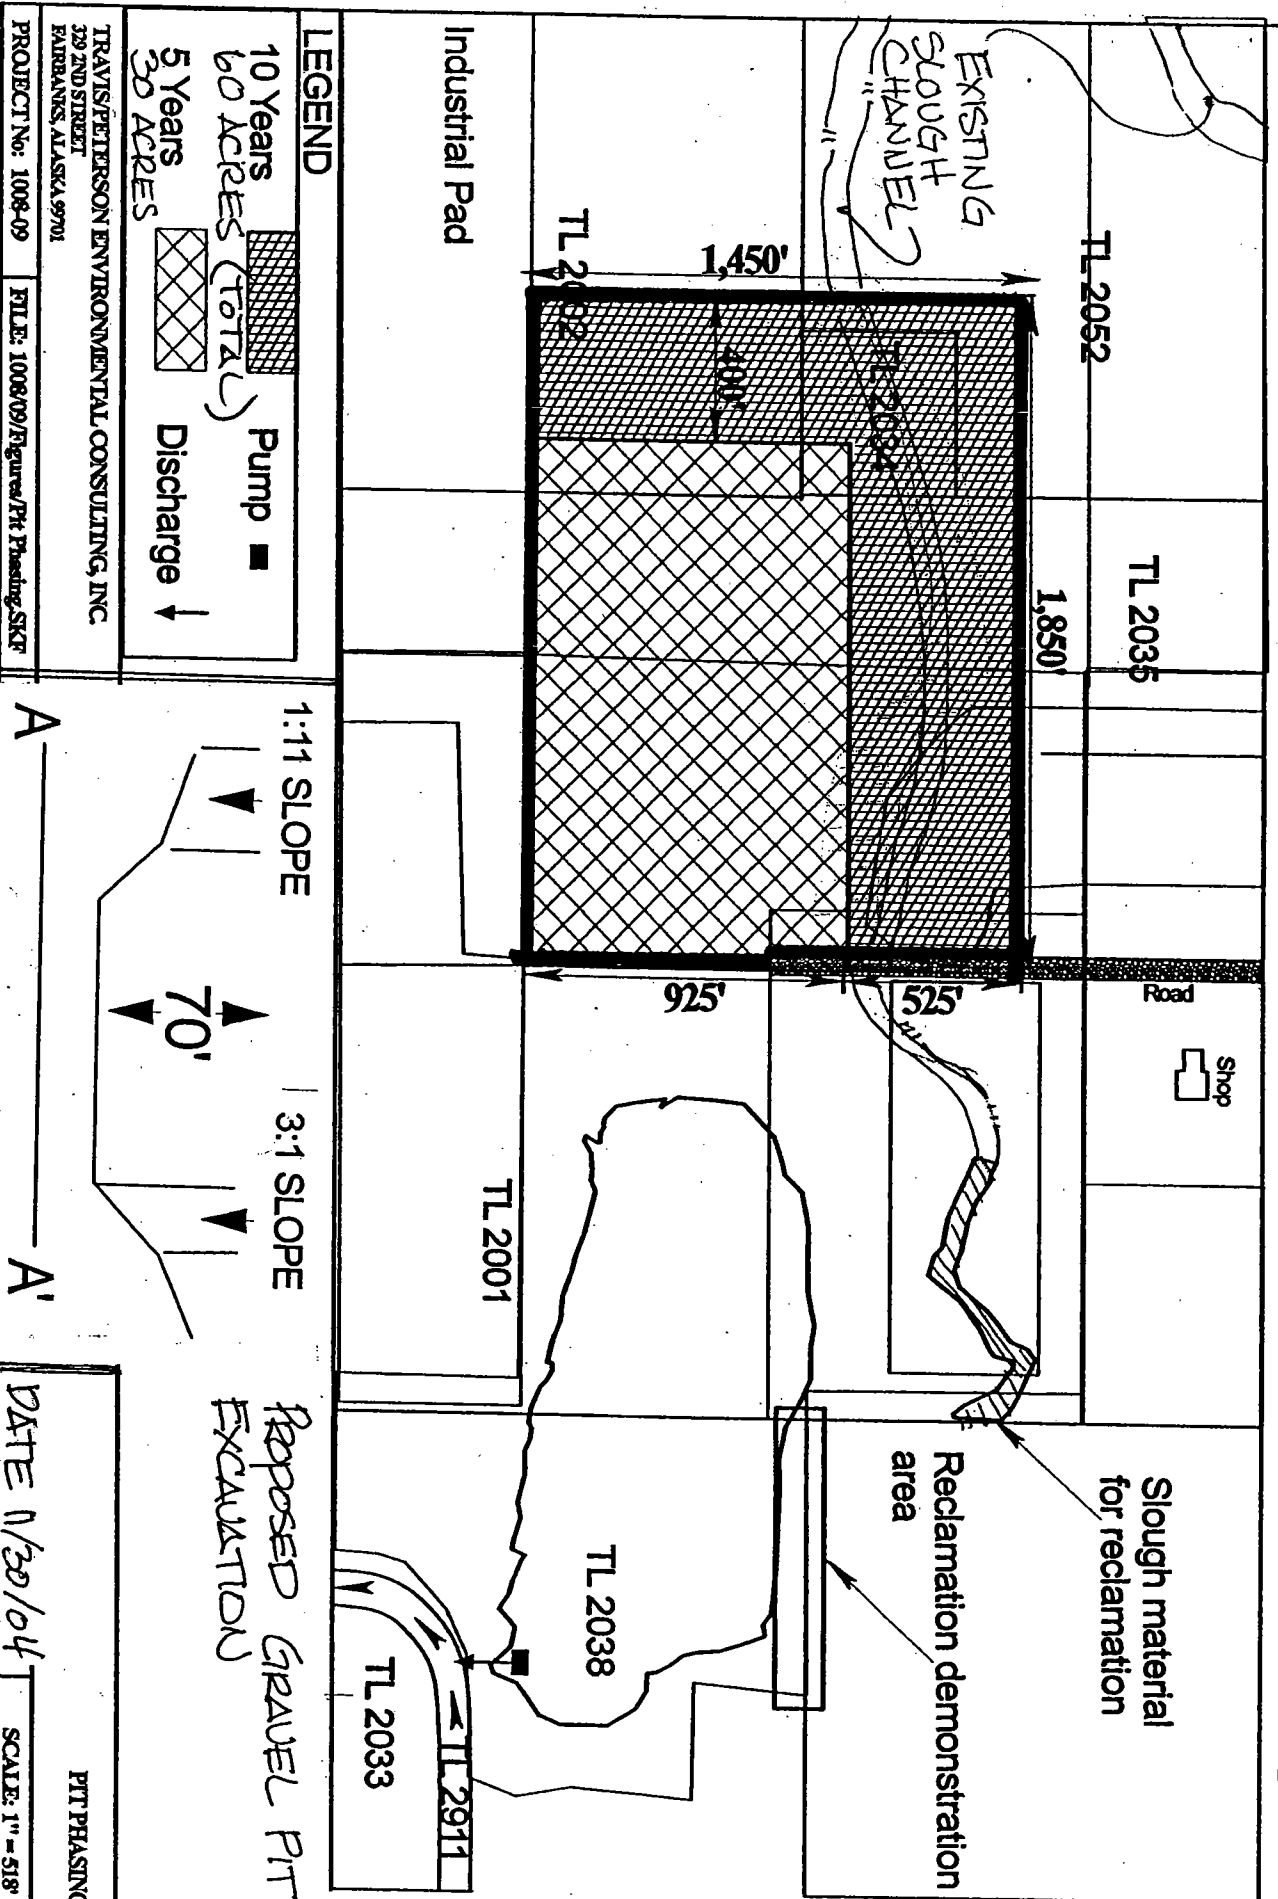 EXISTING
SLOUGH
CHANNEL
TL 2052
TL 2035
1,850'
Road
Shop
Slough material
for reclamation
Reclamation demonstration
area
1,450'
TL 2034
400'
TL 2032
525'
925'
Industrial Pad
TL 2001
TL 2038
TL 2911
TL 2033
LEGEND
10 Years
60 ACRES (TOTAL)
5 Years
30 ACRES
Pump
Discharge
1:11 SLOPE
3:1 SLOPE
70'
A
A'
PROPOSED GRAVEL PIT
EXCAVATION
TRAVIS/PETERSON ENVIRONMENTAL CONSULTING, INC.
329 2ND STREET
FAIRBANKS, ALASKA 99701
PROJECT No: 1008-09
FILE: 1008/09/Figures/Pit Phasing.SKF
DATE 11/30/04
PIT PHASING
SCALE: 1" = 518'